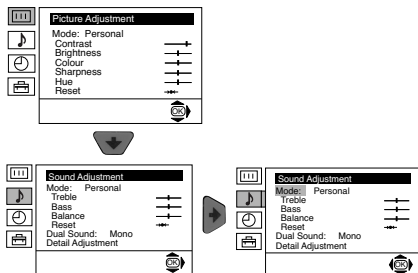 Picture Adjustment
Mode: Personal
Contrast
Brightness
Colour
Sharpness
Hue
Reset
OK
Sound Adjustment
Mode: Personal
Treble
Bass
Balance
Reset
Dual Sound: Mono
Detail Adjustment
OK
Sound Adjustment
Mode: Personal
Treble
Bass
Balance
Reset
Dual Sound: Mono
Detail Adjustment
OK